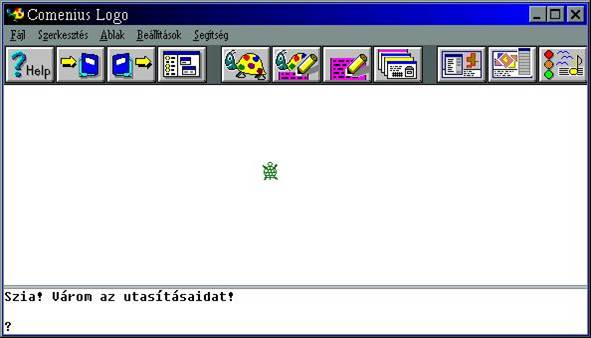 Comenius Logo
Fájl Szerkesztés Ablak Beállítások Segítség
?Help
Szia! Várom az utasításaidat!
?